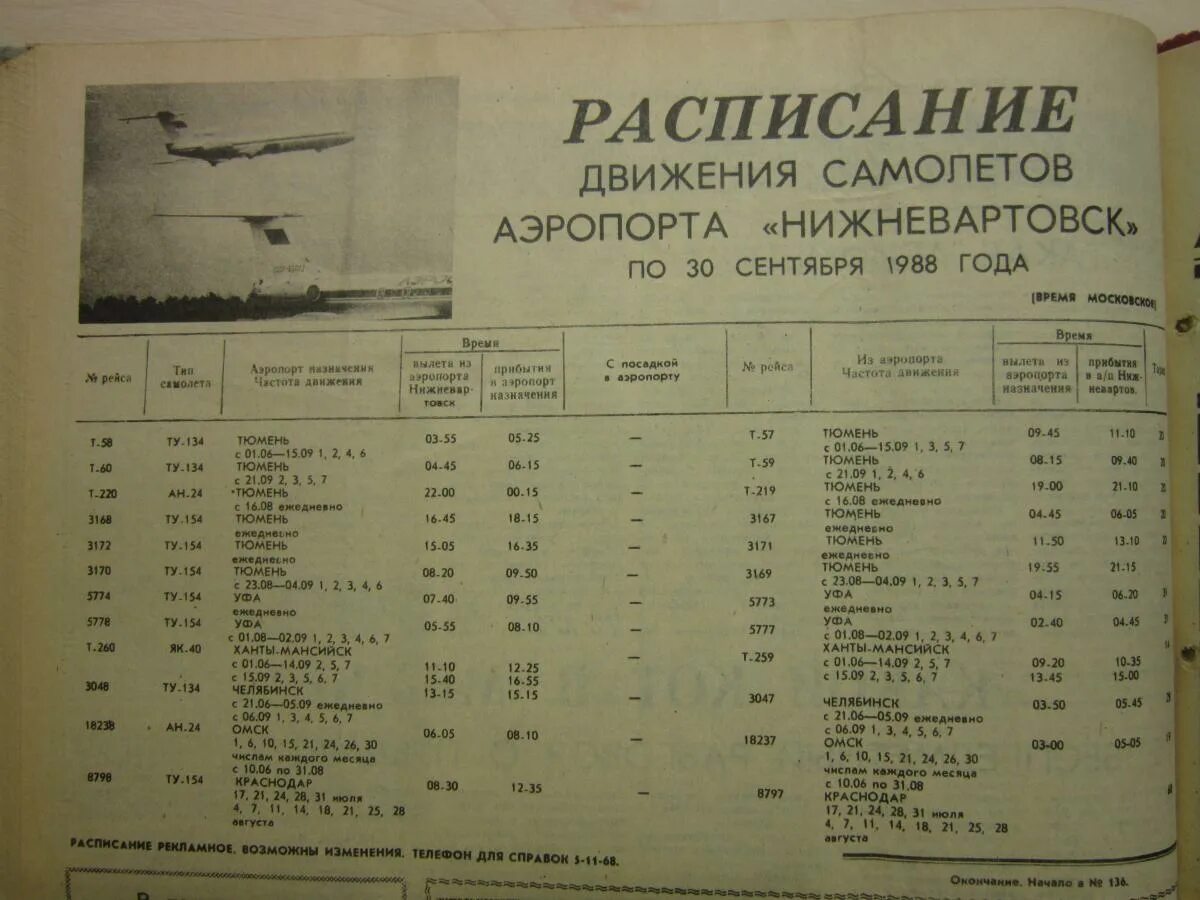 РАСПИСАНИЕ
ДВИЖЕНИЯ САМОЛЕТОВ
АЭРОПОРТА «НИЖНЕВАРТОВСК»
ПО 30 СЕНТЯБРЯ 1988 ГОДА
(ВРЕМЯ МОСКОВСКОЕ)
№ рейса Тип самолета Аэропорт назначения Частота движения Время вылета из аэропорта Нижневар-товск прибытия в аэропорт назначения С посадкой в аэропорту № рейса Из аэропорта Частота движения Время вылета из аэропорта назначения прибытия в а/п Ниж-невартов.
Т-58 ТУ-134 ТЮМЕНЬ 03-55 05-25 — Т-57 ТЮМЕНЬ 09-45 11-10
с 01.06—15.09 1, 2, 4, 6 с 01.06—15.09 1, 3, 5, 7
Т-60 ТУ-134 ТЮМЕНЬ 04-45 06-15 — Т-59 ТЮМЕНЬ 08-15 09-40
с 21.09 2, 3, 5, 7 с 21.09 1, 2, 4, 6
Т-220 АН-24 ТЮМЕНЬ 22-00 00-15 — Т-219 ТЮМЕНЬ 19-00 21-10
с 16.08 ежедневно с 16.08 ежедневно
3168 ТУ-154 ТЮМЕНЬ 16-45 18-15 — 3167 ТЮМЕНЬ 04-45 06-05
ежедневно ежедневно
3172 ТУ-154 ТЮМЕНЬ 15-05 16-35 — 3171 ТЮМЕНЬ 11-50 13-10
ежедневно ежедневно
3170 ТУ-154 ТЮМЕНЬ 08-20 09-50 — 3169 ТЮМЕНЬ 19-55 21-15
с 23.08—04.09 1, 2, 3, 4, 6 с 23.08—04.09 1, 2, 3, 5, 7
5774 ТУ-154 УФА 07-40 09-55 — 5773 УФА 04-15 06-20
ежедневно ежедневно
5778 ТУ-154 УФА 05-55 08-10 — 5777 УФА 02-40 04-45
с 01.08—02.09 1, 2, 3, 4, 6, 7 с 01.08—02.09 1, 2, 3, 4, 6, 7
Т-260 ЯК-40 ХАНТЫ-МАНСИЙСК — Т-259 ХАНТЫ-МАНСИЙСК
с 01.06—14.09 2, 5, 7 11-10 12-25 с 01.06—14.09 2, 5, 7 09-20 10-35
с 15.09 2, 3, 5, 6, 7 15-40 16-55 с 15.09 2, 3, 5, 6, 7 13-45 15-00
3048 ТУ-134 ЧЕЛЯБИНСК 13-15 15-15 — 3047 ЧЕЛЯБИНСК 03-50 05-45
с 21.06—05.09 ежедневно с 21.06—05.09 ежедневно
с 06.09 1, 3, 4, 5, 6, 7 с 06.09 1, 3, 4, 5, 6, 7
18238 АН-24 ОМСК 06-05 08-10 — 18237 ОМСК 03-00 05-05
1, 6, 10, 15, 21, 24, 26, 30 1, 6, 10, 15, 21, 24, 26, 30
числам каждого месяца числам каждого месяца
с 10.06 по 31.08 с 10.06 по 31.08
8798 ТУ-154 КРАСНОДАР 08-30 12-35 — 8797 КРАСНОДАР
17, 21, 24, 28, 31 июля 17, 21, 24, 28, 31 июля
4, 7, 11, 14, 18, 21, 25, 28 4, 7, 11, 14, 18, 21, 25, 28
августа августа
РАСПИСАНИЕ РЕКЛАМНОЕ. ВОЗМОЖНЫ ИЗМЕНЕНИЯ. ТЕЛЕФОН ДЛЯ СПРАВОК 5-11-68.
Окончание. Начало в № 136.